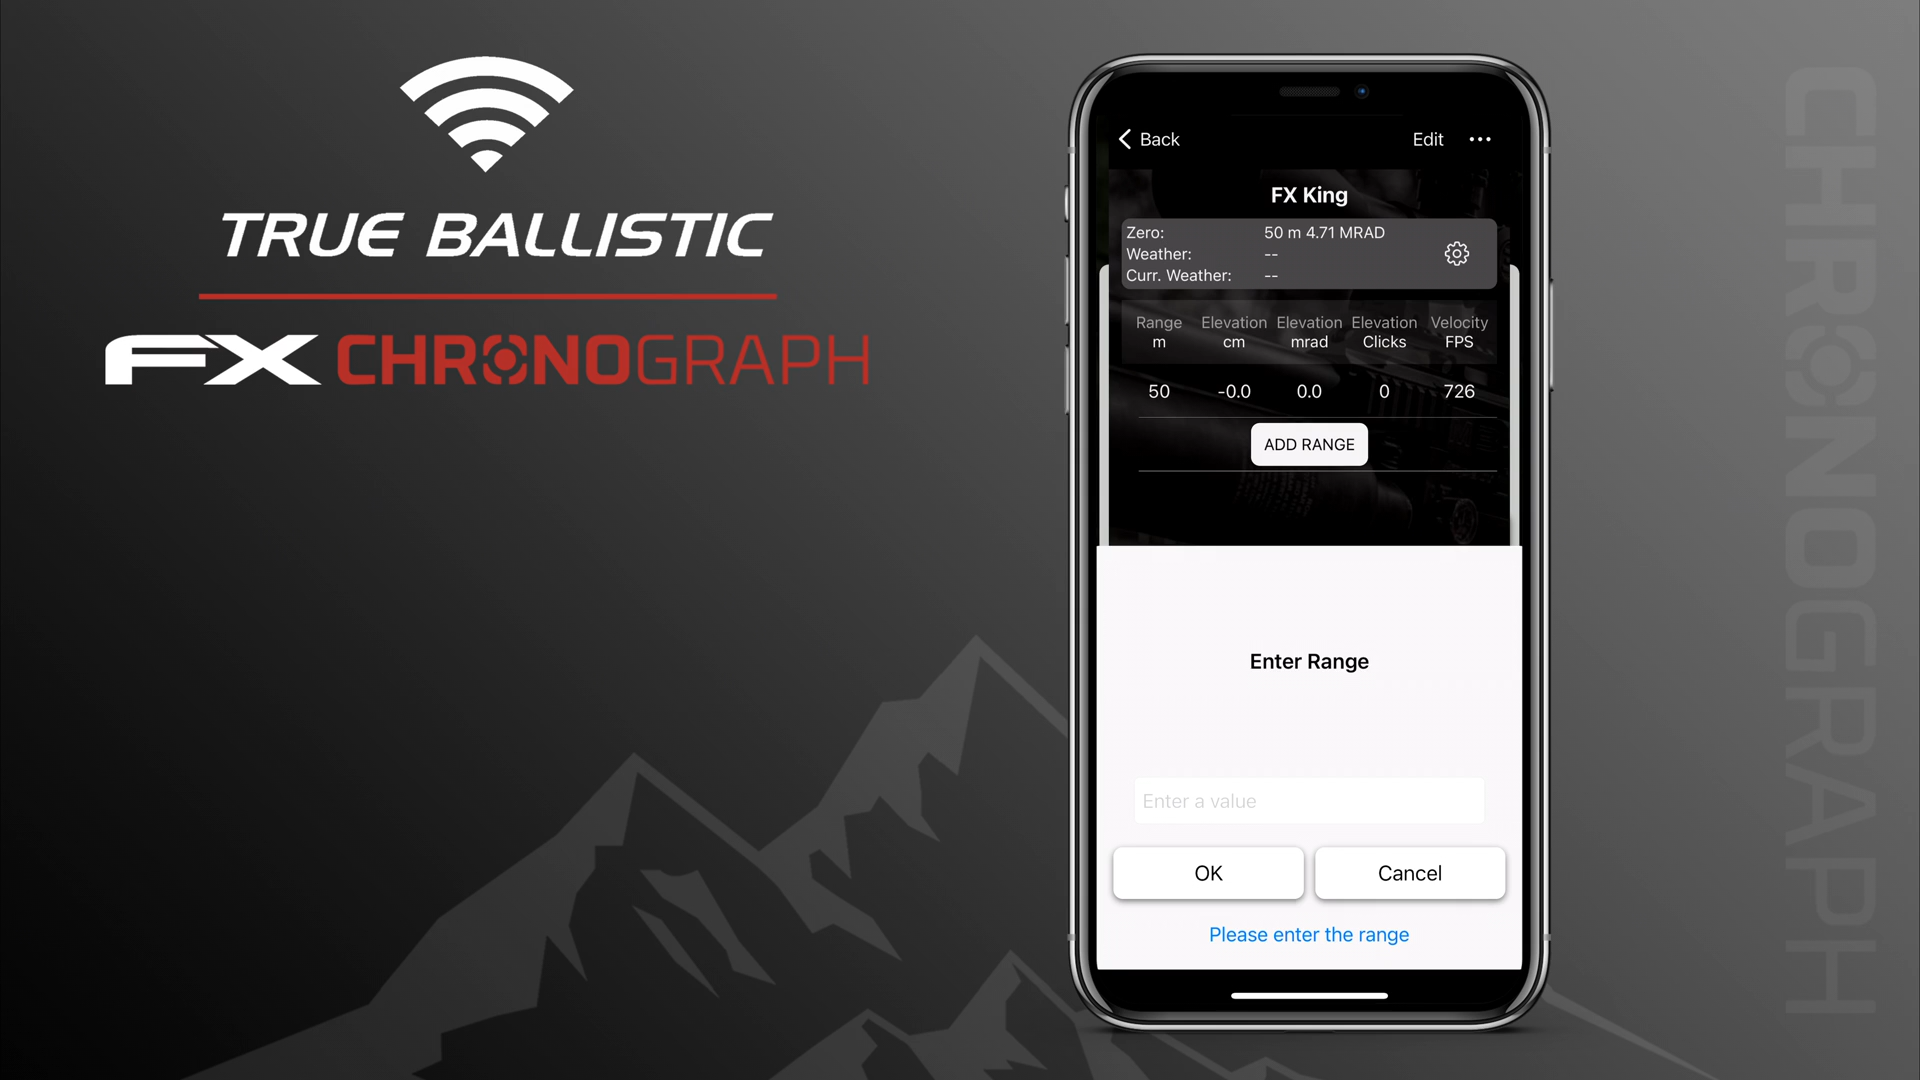 TRUE BALLISTIC
FX CHRONOGRAPH
Back
Edit
FX King
Zero: 50 m 4.71 MRAD
Weather: --
Curr. Weather: --
Range Elevation Elevation Elevation Velocity
m cm mrad Clicks FPS
50 -0.0 0.0 0 726
ADD RANGE
Enter Range
Enter a value
OK Cancel
Please enter the range
CHRONOGRAPH